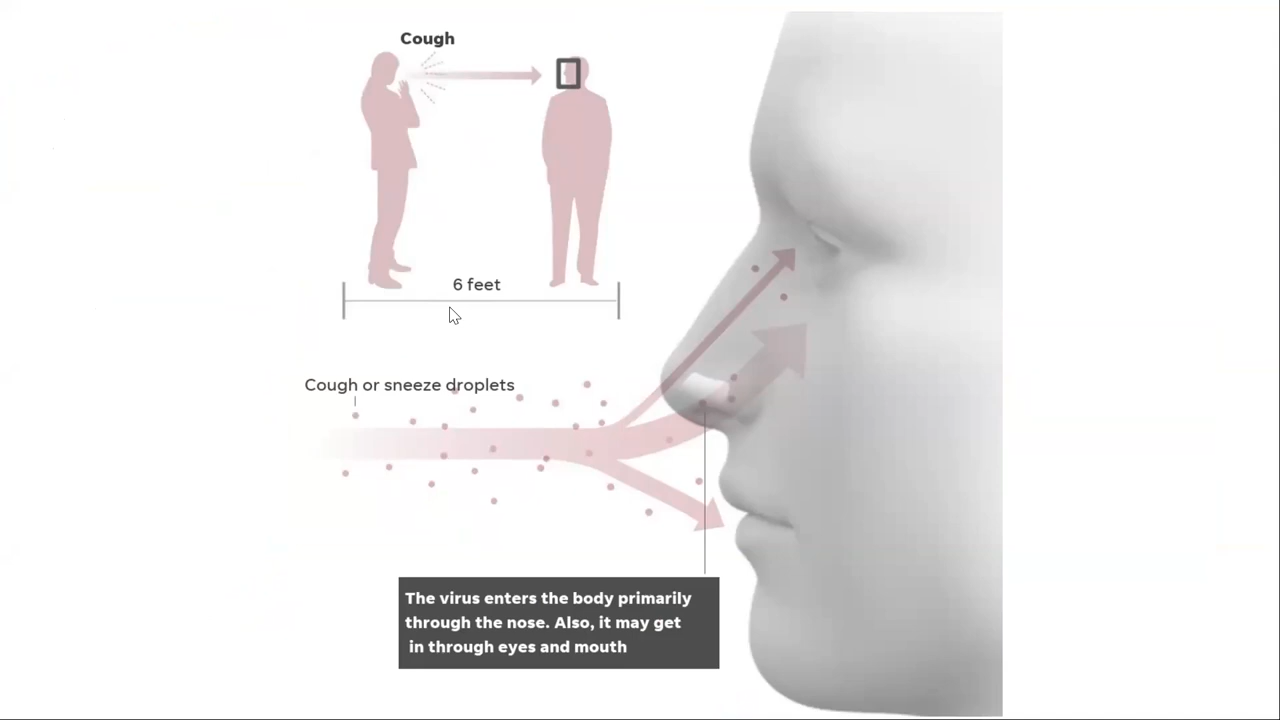 Cough
6 feet
Cough or sneeze droplets
The virus enters the body primarily
through the nose. Also, it may get
in through eyes and mouth